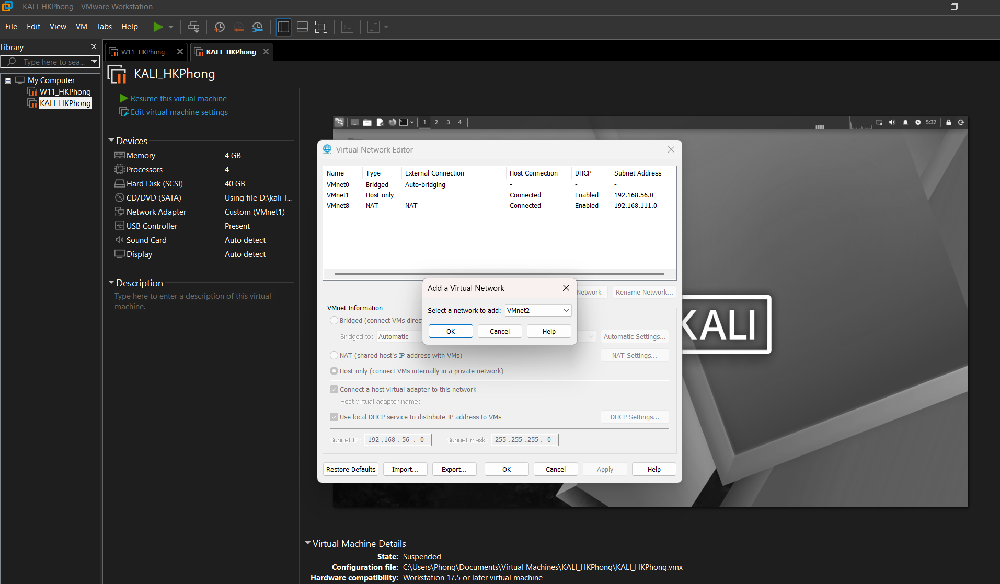 KALI_HKPhong - VMware Workstation
File Edit View VM Tabs Help
Library
Type here to sea...
My Computer
W11_HKPhong
KALI_HKPhong
W11_HKPhong
KALI_HKPhong
KALI_HKPhong
Resume this virtual machine
Edit virtual machine settings
Devices
Memory 4 GB
Processors 4
Hard Disk (SCSI) 40 GB
CD/DVD (SATA) Using file D:\kali-l...
Network Adapter Custom (VMnet1)
USB Controller Present
Sound Card Auto detect
Display Auto detect
Description
Type here to enter a description of this virtual
machine.
1 2 3 4 5:32
KALI
Virtual Network Editor
Name Type External Connection Host Connection DHCP Subnet Address
VMnet0 Bridged Auto-bridging - - -
VMnet1 Host-only - Connected Enabled 192.168.56.0
VMnet8 NAT NAT Connected Enabled 192.168.111.0
Network Rename Network...
Add a Virtual Network
Select a network to add: VMnet2
OK Cancel Help
VMnet Information
Bridged (connect VMs direc
Bridged to: Automatic Automatic Settings...
NAT (shared host's IP address with VMs) NAT Settings...
Host-only (connect VMs internally in a private network)
Connect a host virtual adapter to this network
Host virtual adapter name:
Use local DHCP service to distribute IP address to VMs DHCP Settings...
Subnet IP: 192.168. 56 . 0 Subnet mask: 255.255.255. 0
Restore Defaults Import... Export... OK Cancel Apply Help
Virtual Machine Details
State: Suspended
Configuration file: C:\Users\Phong\Documents\Virtual Machines\KALI_HKPhong\KALI_HKPhong.vmx
Hardware compatibility: Workstation 17.5 or later virtual machine